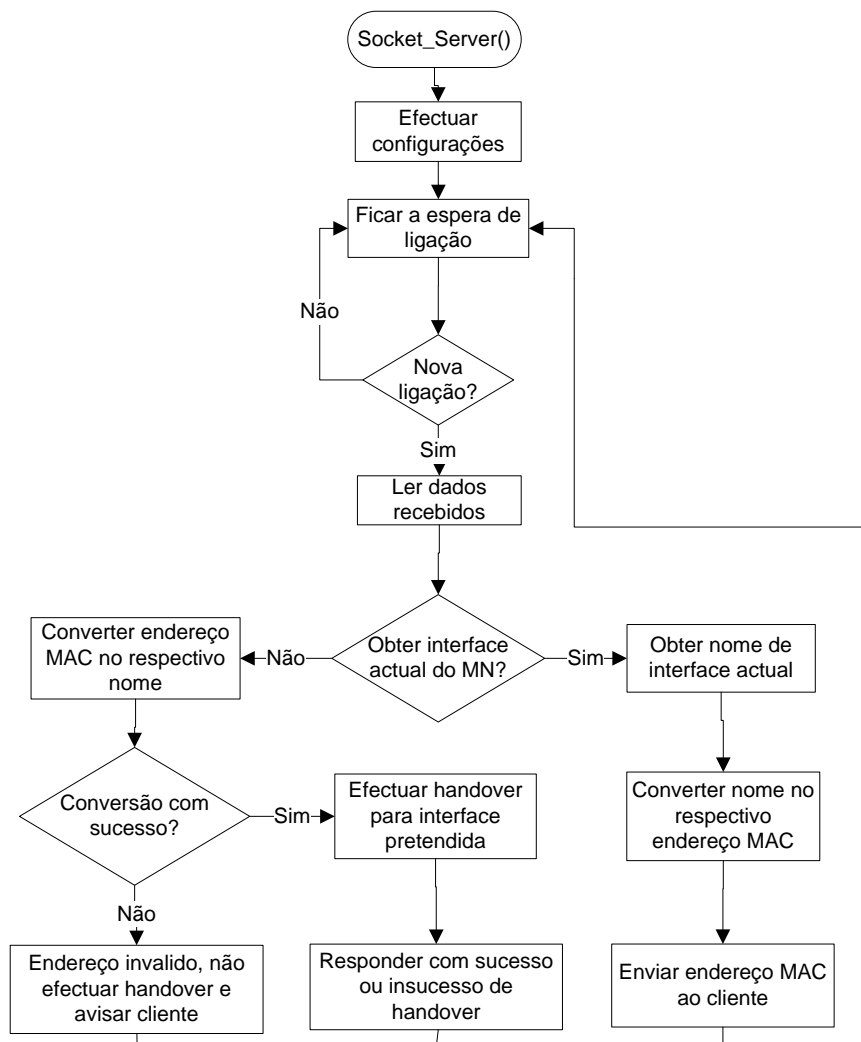 Socket_Server()
Efectuar
configurações
Ficar a espera de
ligação
Não
Nova
ligação?
Sim
Ler dados
recebidos
Converter endereço
MAC no respectivo
nome
Não
Obter interface
actual do MN?
Sim
Obter nome de
interface actual
Conversão com
sucesso?
Sim
Efectuar handover
para interface
pretendida
Converter nome no
respectivo
endereço MAC
Não
Endereço invalido, não
efectuar handover e
avisar cliente
Responder com sucesso
ou insucesso de
handover
Enviar endereço MAC
ao cliente